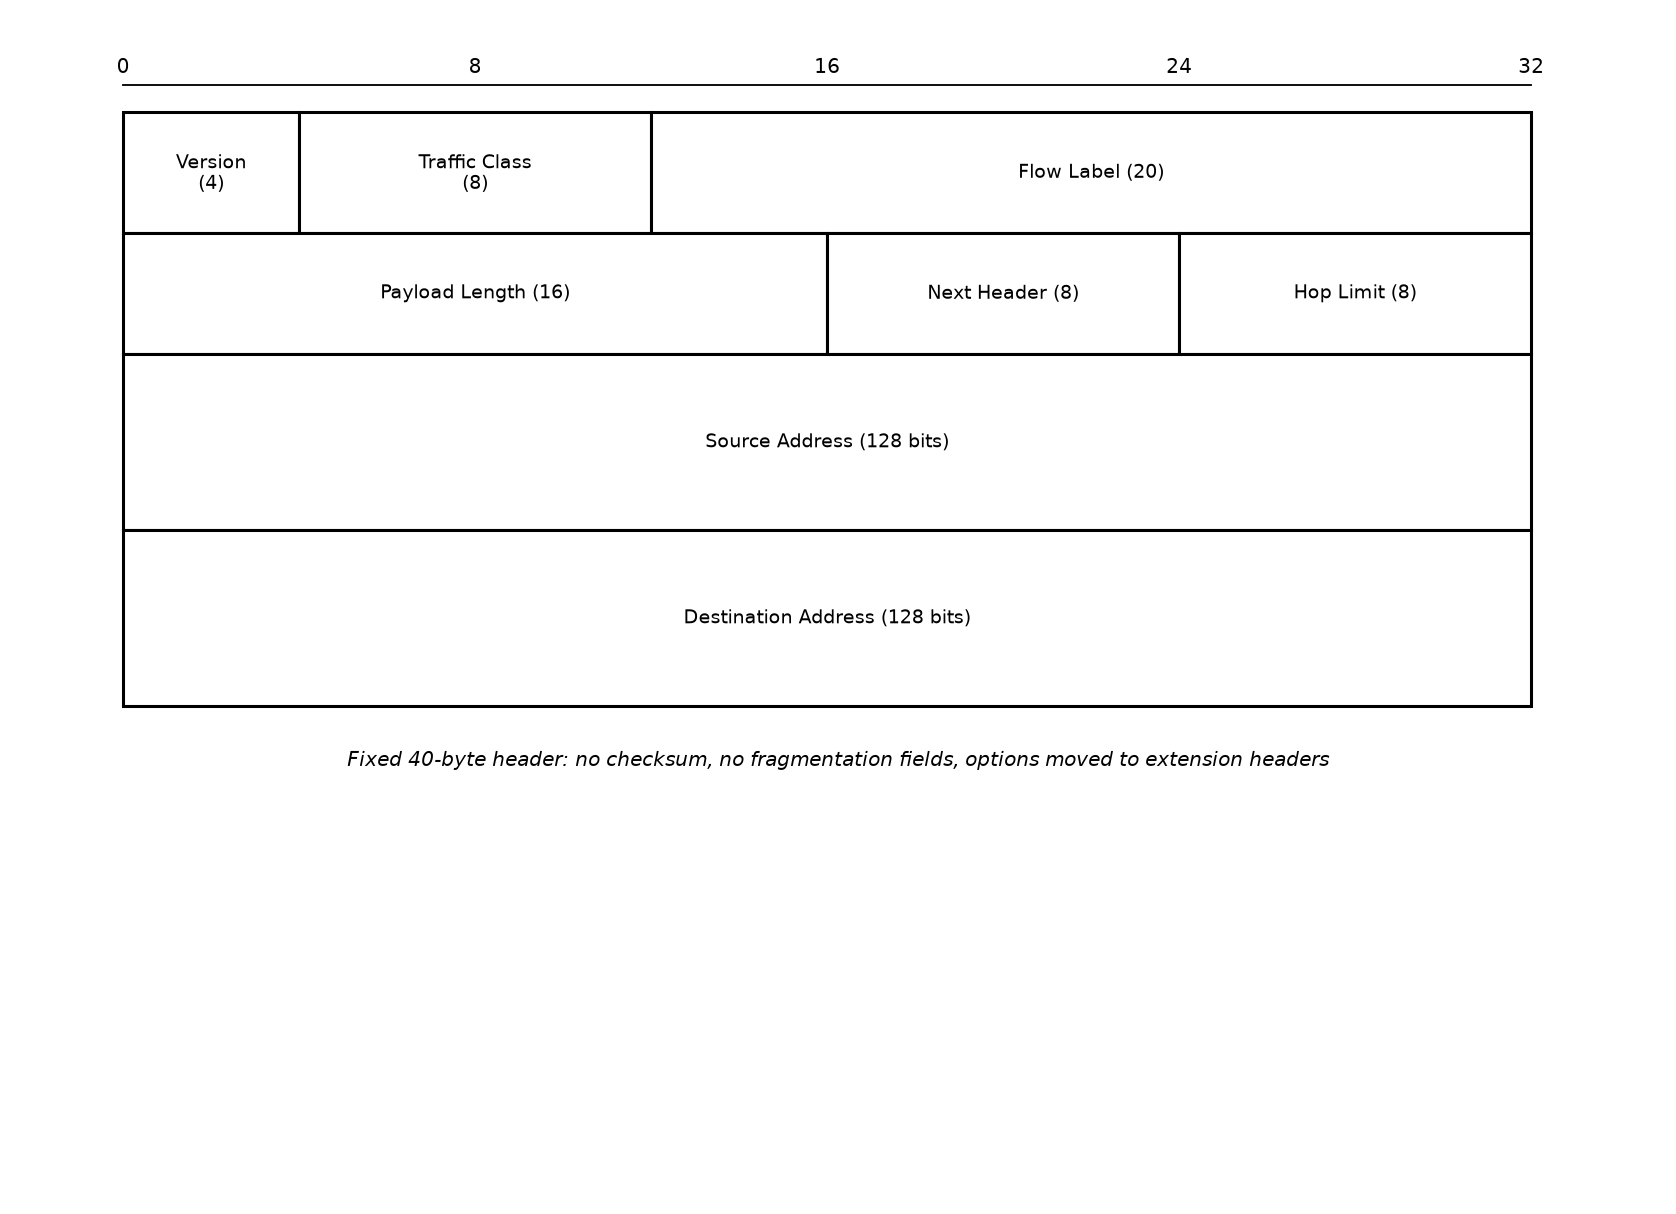 0 8 16 24 32
Version
(4)
Traffic Class
(8)
Flow Label (20)
Payload Length (16)
Next Header (8)
Hop Limit (8)
Source Address (128 bits)
Destination Address (128 bits)
Fixed 40-byte header: no checksum, no fragmentation fields, options moved to extension headers